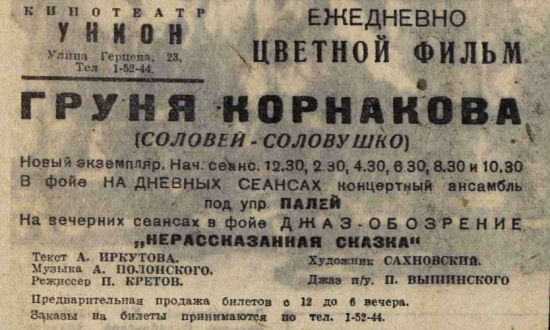 КИНОТЕАТР
УНИОН
Улица Герцена, 23.
Тел 1-52-44.
ЕЖЕДНЕВНО
ЦВЕТНОЙ ФИЛЬМ
ГРУНЯ КОРНАКОВА
(СОЛОВЕЙ-СОЛОВУШКО)
Новый экземпляр. Нач. сеанс. 12.30, 2.30, 4.30, 6.30, 8.30 и 10.30
В фойе НА ДНЕВНЫХ СЕАНСАХ концертный ансамбль
под упр. ПАЛЕЙ
На вечерних сеансах в фойе ДЖАЗ-ОБОЗРЕНИЕ
„НЕРАССКАЗАННАЯ СКАЗКА“
Текст А. ИРКУТОВА.
Музыка А. ПОЛОНСКОГО.
Режиссер П. КРЕТОВ.
Художник САХНОВСКИЙ.
Джаз п/у. П. ВЫШИНСКОГО
Предварительная продажа билетов с 12 до 6 вечера.
Заказы на билеты принимаются по тел. 1-52-44.